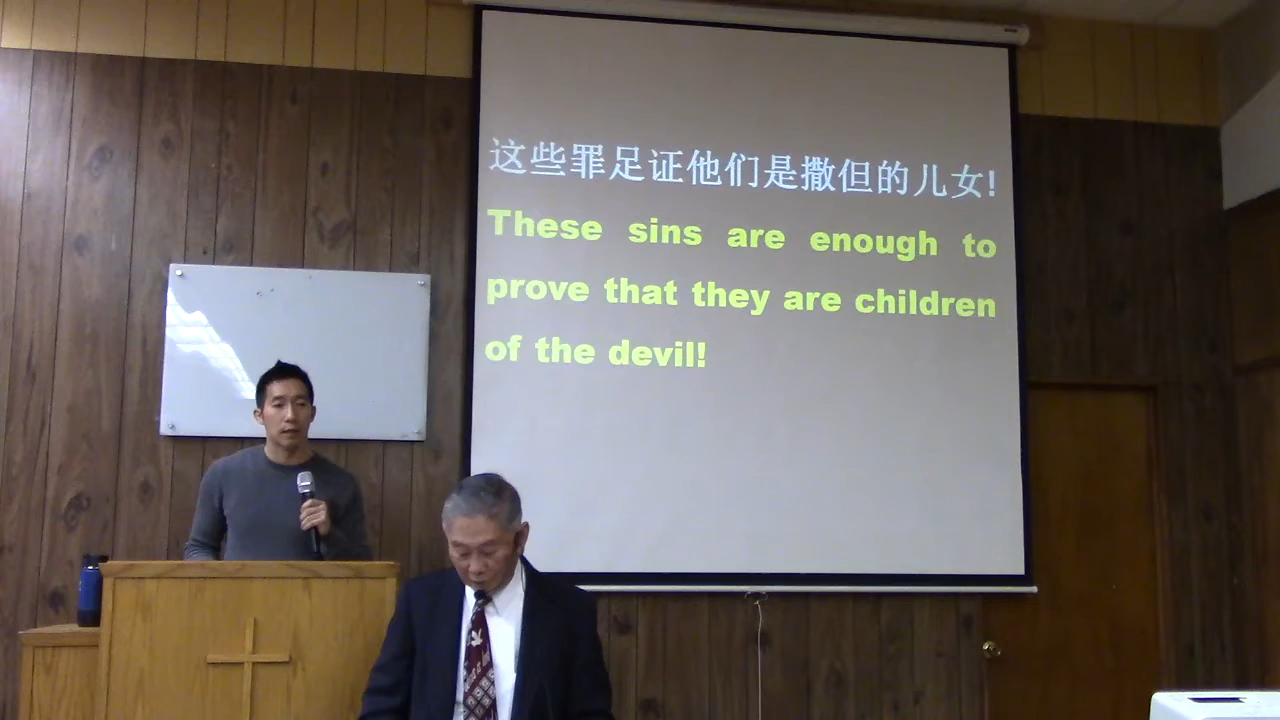 这些罪足证他们是撒但的儿女!
These sins are enough to
prove that they are children
of the devil!